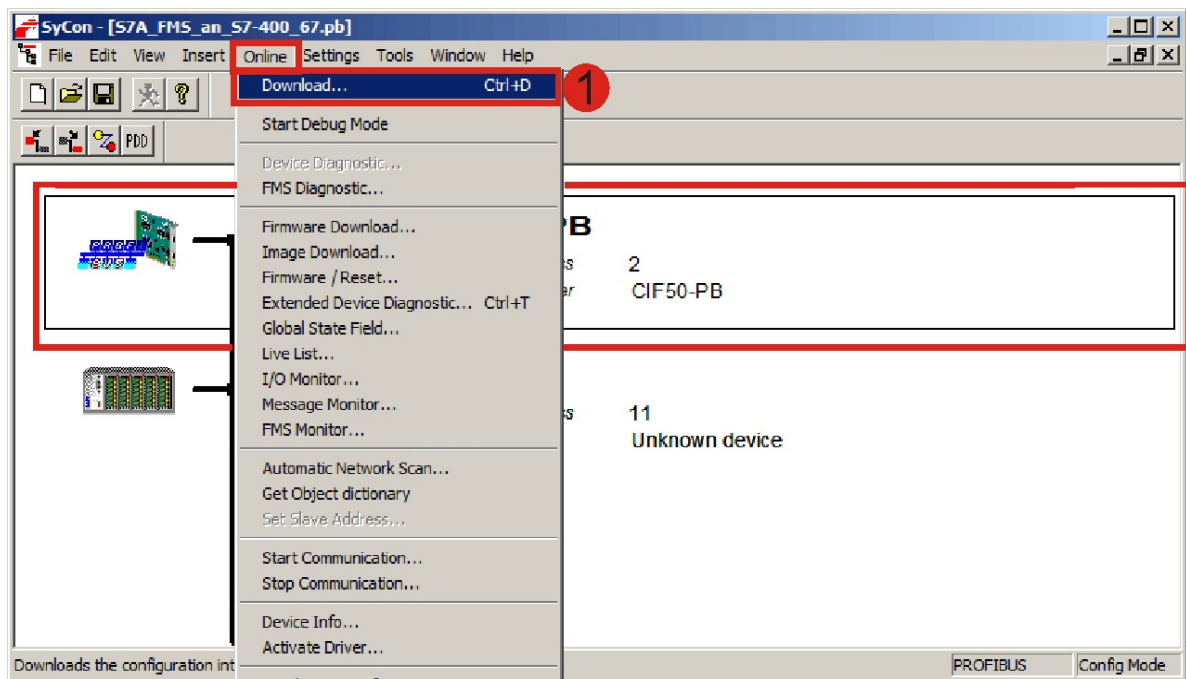 SyCon - [S7A_FMS_an_S7-400_67.pb]
File Edit View Insert Online Settings Tools Window Help
Download... Ctrl+D
1
Start Debug Mode
PDD
Device Diagnostic...
FMS Diagnostic...
Firmware Download...
Image Download...
Firmware / Reset...
Extended Device Diagnostic... Ctrl+T
Global State Field...
Live List...
I/O Monitor...
Message Monitor...
FMS Monitor...
Automatic Network Scan...
Get Object dictionary
Set Slave Address...
Start Communication...
Stop Communication...
Device Info...
Activate Driver...
PB
2
CIF50-PB
11
Unknown device
Downloads the configuration int
PROFIBUS
Config Mode